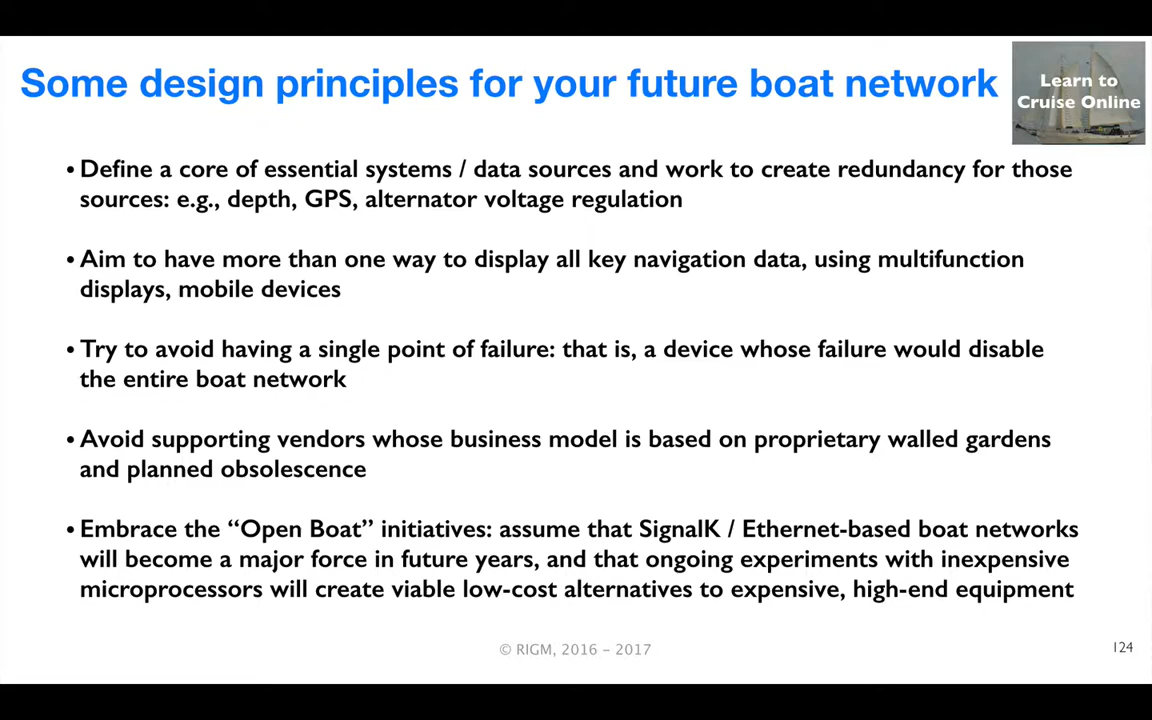 Some design principles for your future boat network
Learn to
Cruise Online
• Define a core of essential systems / data sources and work to create redundancy for those
sources: e.g., depth, GPS, alternator voltage regulation
• Aim to have more than one way to display all key navigation data, using multifunction
displays, mobile devices
• Try to avoid having a single point of failure: that is, a device whose failure would disable
the entire boat network
• Avoid supporting vendors whose business model is based on proprietary walled gardens
and planned obsolescence
• Embrace the “Open Boat” initiatives: assume that SignalK / Ethernet-based boat networks
will become a major force in future years, and that ongoing experiments with inexpensive
microprocessors will create viable low-cost alternatives to expensive, high-end equipment
© RIGM, 2016 – 2017
124